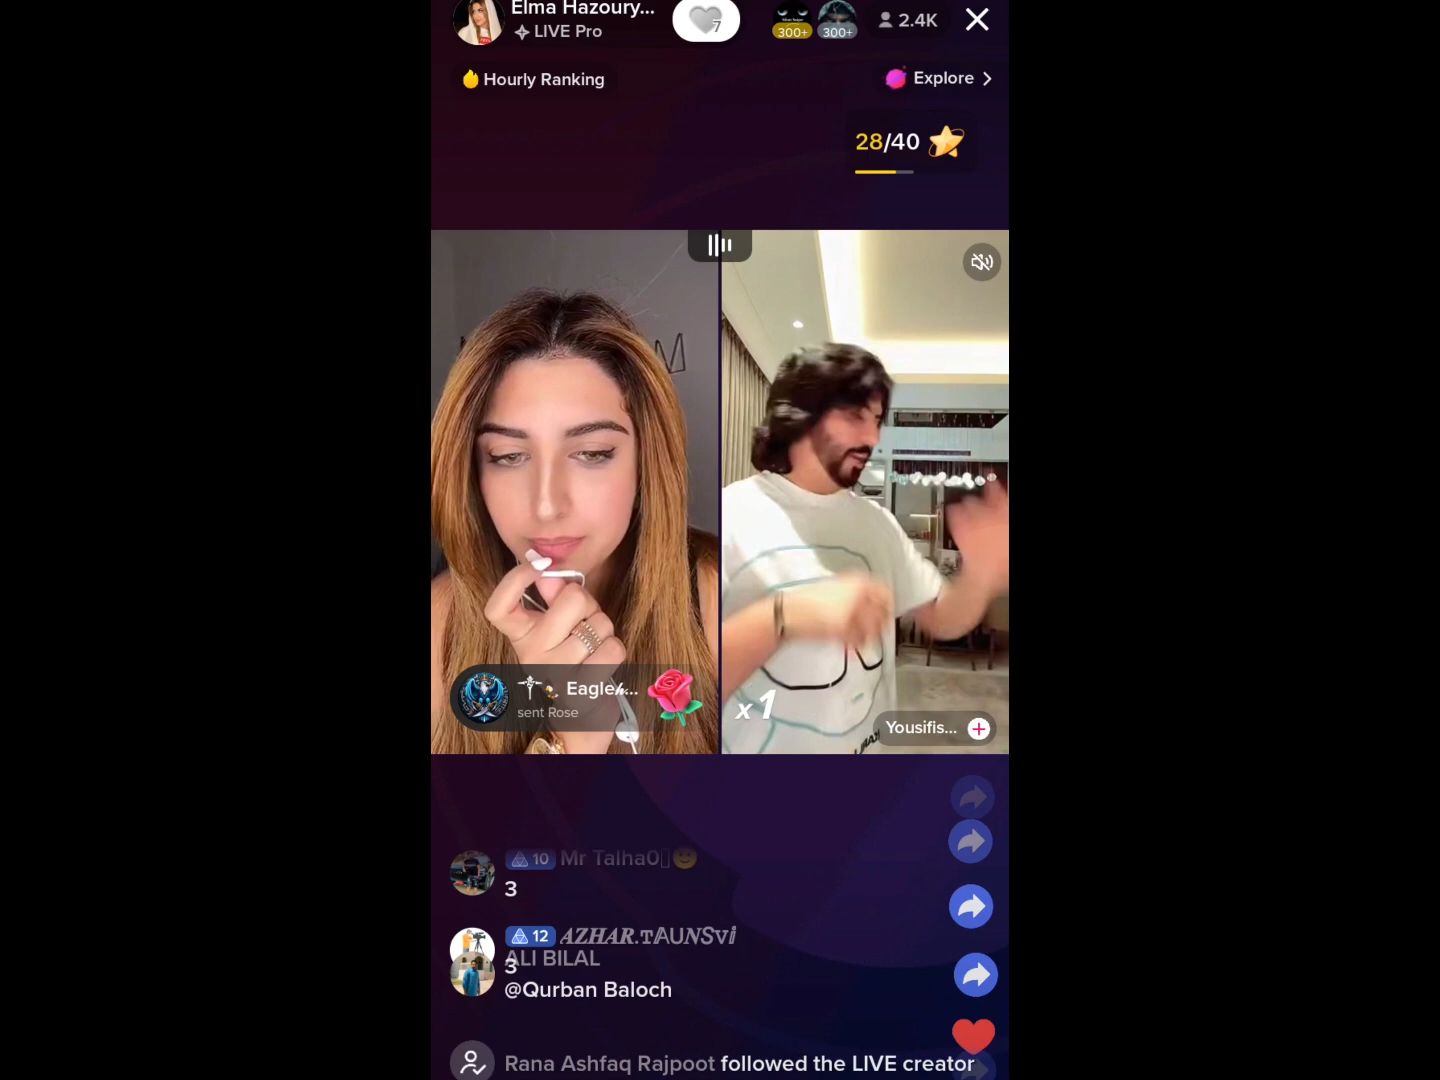 Elma Hazoury...
LIVE Pro
7
300+
300+
2.4K
Hourly Ranking
Explore
28/40
Eagle...
sent Rose
x1
Yousifis...
10 Mr Talha0
3
12 AZHAR.TAUNSVi
3
ALI BILAL
@Qurban Baloch
Rana Ashfaq Rajpoot followed the LIVE creator